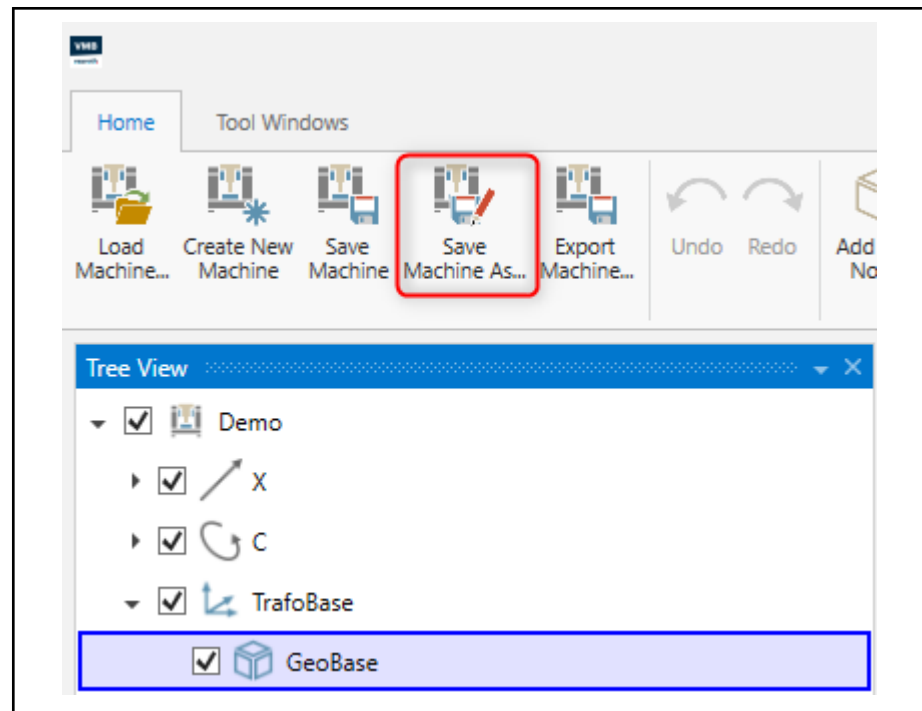 VMB
Home Tool Windows
Load Create New Save Save Export Undo Redo Add
Machine... Machine Machine Machine As... Machine... No
Tree View
Demo
X
C
TrafoBase
GeoBase